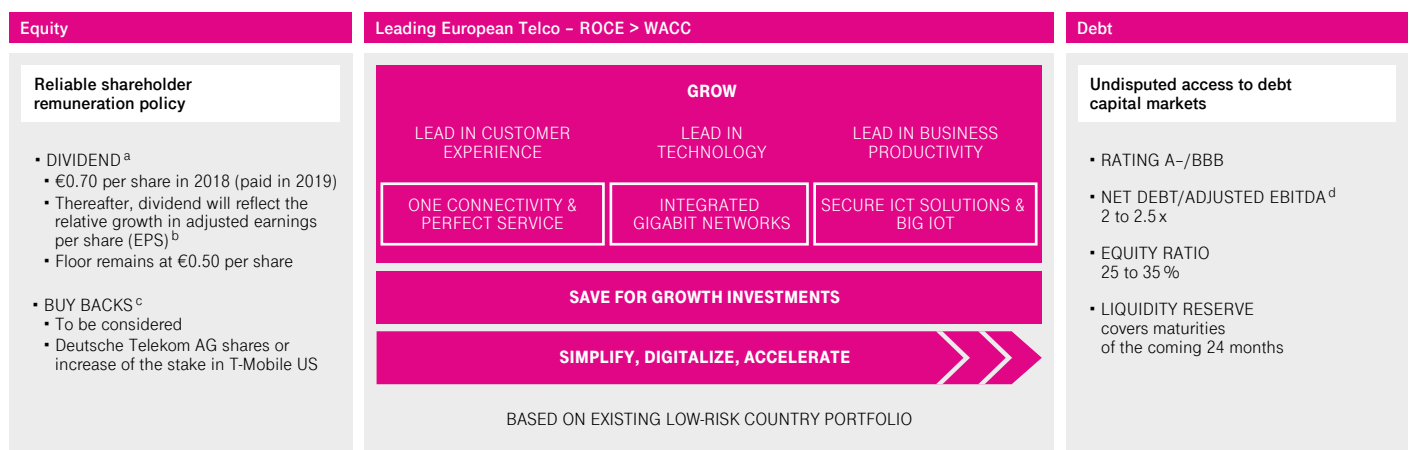 Equity
Reliable shareholder
remuneration policy
▪ DIVIDEND a
▪ €0.70 per share in 2018 (paid in 2019)
▪ Thereafter, dividend will reflect the
relative growth in adjusted earnings
per share (EPS) b
▪ Floor remains at €0.50 per share
▪ BUY BACKS c
▪ To be considered
▪ Deutsche Telekom AG shares or
increase of the stake in T-Mobile US
Leading European Telco – ROCE > WACC
GROW
LEAD IN CUSTOMER
EXPERIENCE
LEAD IN
TECHNOLOGY
LEAD IN BUSINESS
PRODUCTIVITY
ONE CONNECTIVITY &
PERFECT SERVICE
INTEGRATED
GIGABIT NETWORKS
SECURE ICT SOLUTIONS &
BIG IOT
SAVE FOR GROWTH INVESTMENTS
SIMPLIFY, DIGITALIZE, ACCELERATE
BASED ON EXISTING LOW-RISK COUNTRY PORTFOLIO
Debt
Undisputed access to debt
capital markets
▪ RATING A–/BBB
▪ NET DEBT/ADJUSTED EBITDA d
2 to 2.5 x
▪ EQUITY RATIO
25 to 35 %
▪ LIQUIDITY RESERVE
covers maturities
of the coming 24 months